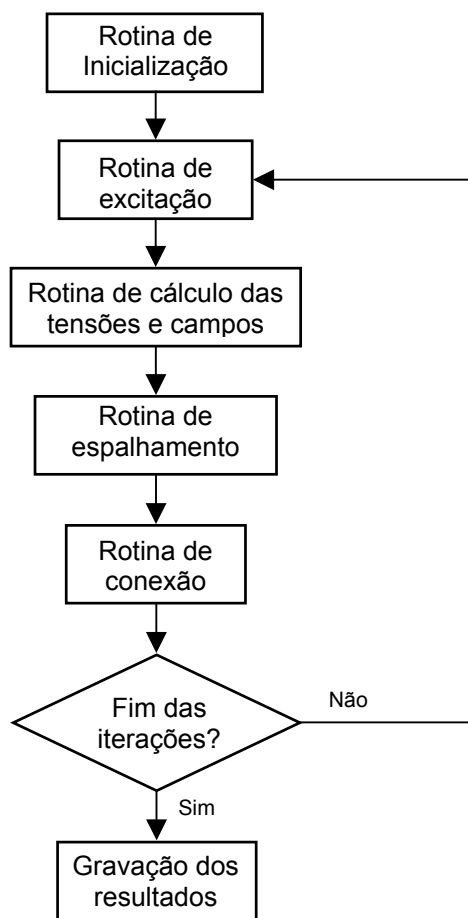 Rotina de
Inicialização
Rotina de
excitação
Rotina de cálculo das
tensões e campos
Rotina de
espalhamento
Rotina de
conexão
Fim das
iterações?
Não
Sim
Gravação dos
resultados